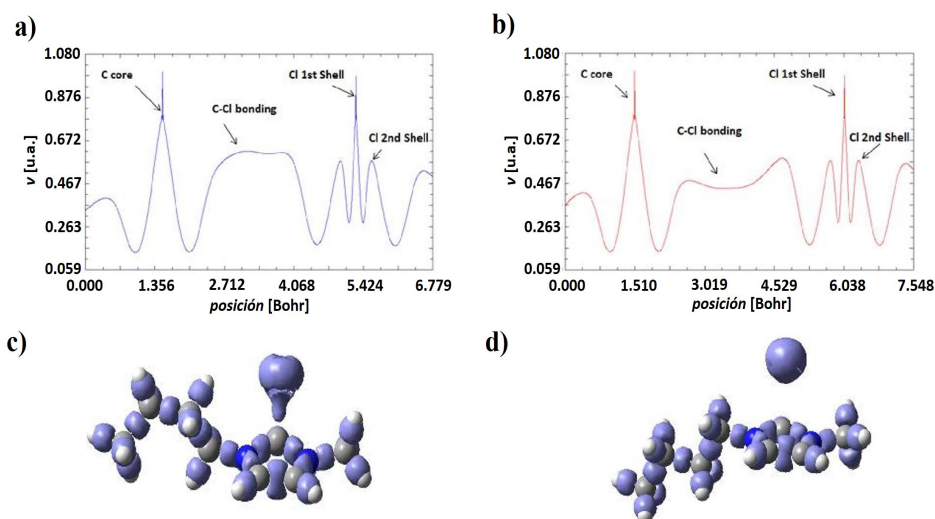 a)
1.080
0.876
0.672
0.467
0.263
0.059
v [u.a.]
C core
C-Cl bonding
Cl 1st Shell
Cl 2nd Shell
0.000 1.356 2.712 4.068 5.424 6.779
posición [Bohr]
b)
1.080
0.876
0.672
0.467
0.263
0.059
v [u.a.]
C core
C-Cl bonding
Cl 1st Shell
Cl 2nd Shell
0.000 1.510 3.019 4.529 6.038 7.548
posición [Bohr]
c)
d)